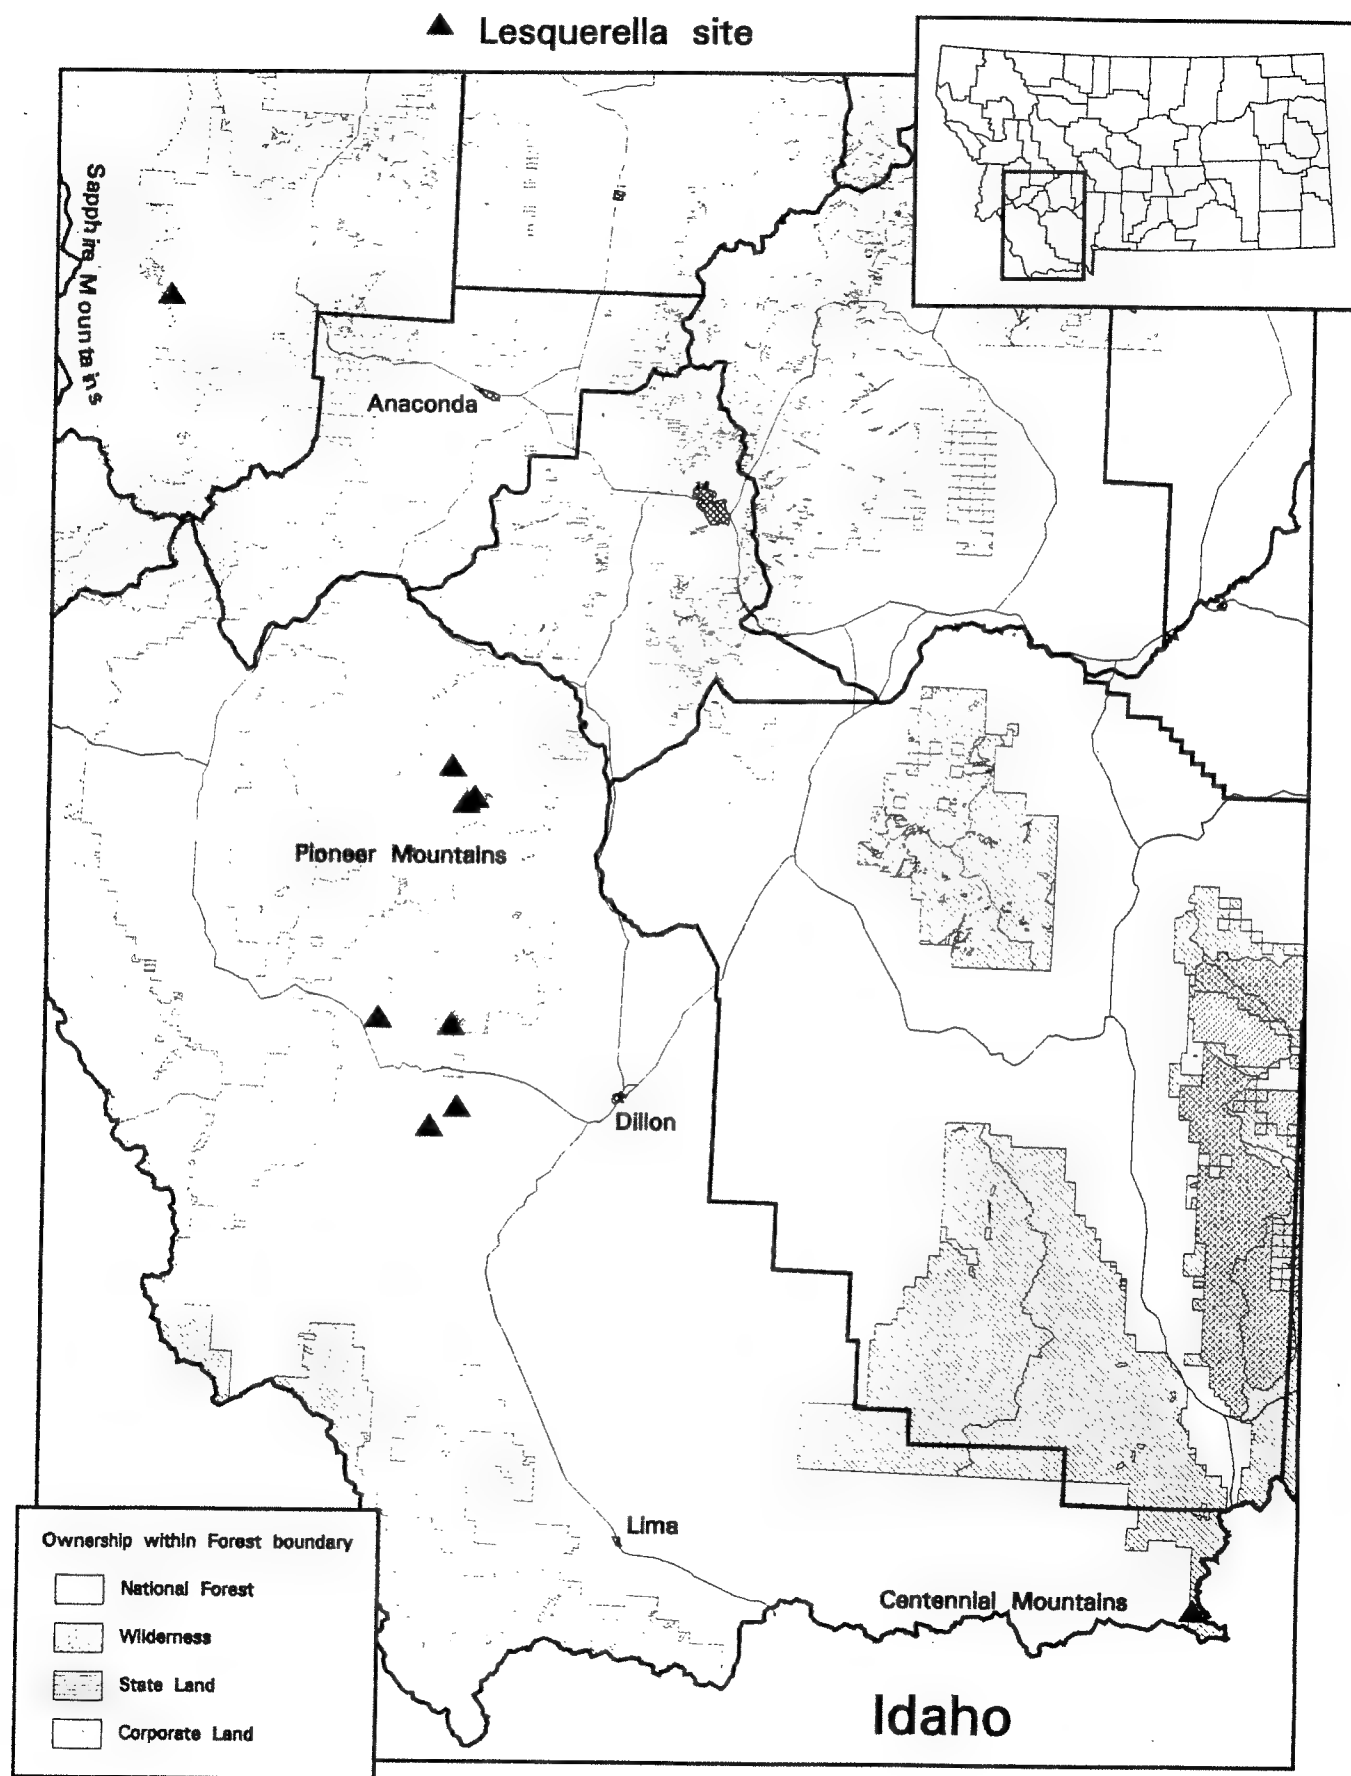 Lesquerella site
Sapphire Mountains
Anaconda
Pioneer Mountains
Dillon
Lima
Centennial Mountains
Idaho
Ownership within Forest boundary
National Forest
Wilderness
State Land
Corporate Land